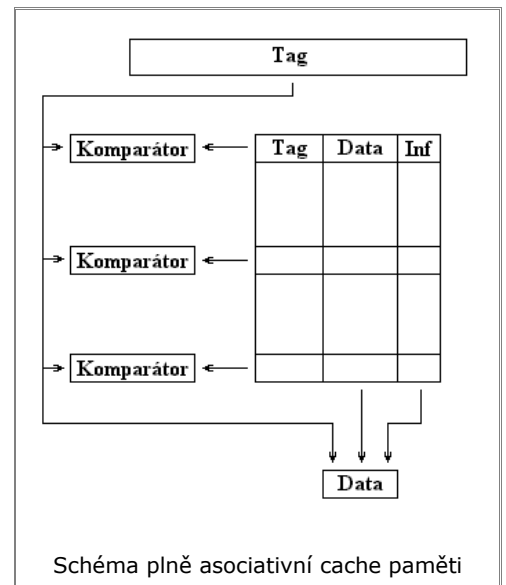 Tag
Komparátor
Tag Data Inf
Komparátor
Komparátor
Data
Schéma plně asociativní cache paměti